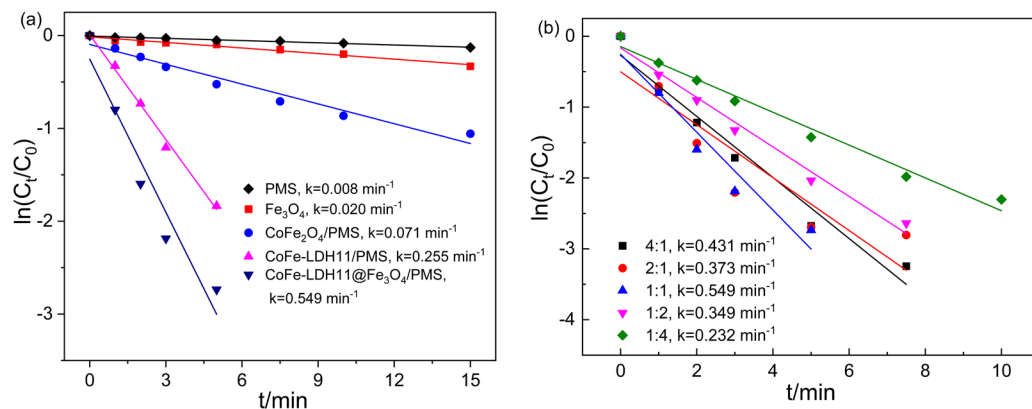 (a)
ln(Cₜ/C₀)
0
-1
-2
-3
PMS, k=0.008 min⁻¹
Fe₃O₄, k=0.020 min⁻¹
CoFe₂O₄/PMS, k=0.071 min⁻¹
CoFe-LDH11/PMS, k=0.255 min⁻¹
CoFe-LDH11@Fe₃O₄/PMS,
k=0.549 min⁻¹
0 3 6 9 12 15
t/min
(b)
ln(Cₜ/C₀)
0
-1
-2
-3
-4
4:1, k=0.431 min⁻¹
2:1, k=0.373 min⁻¹
1:1, k=0.549 min⁻¹
1:2, k=0.349 min⁻¹
1:4, k=0.232 min⁻¹
0 2 4 6 8 10
t/min